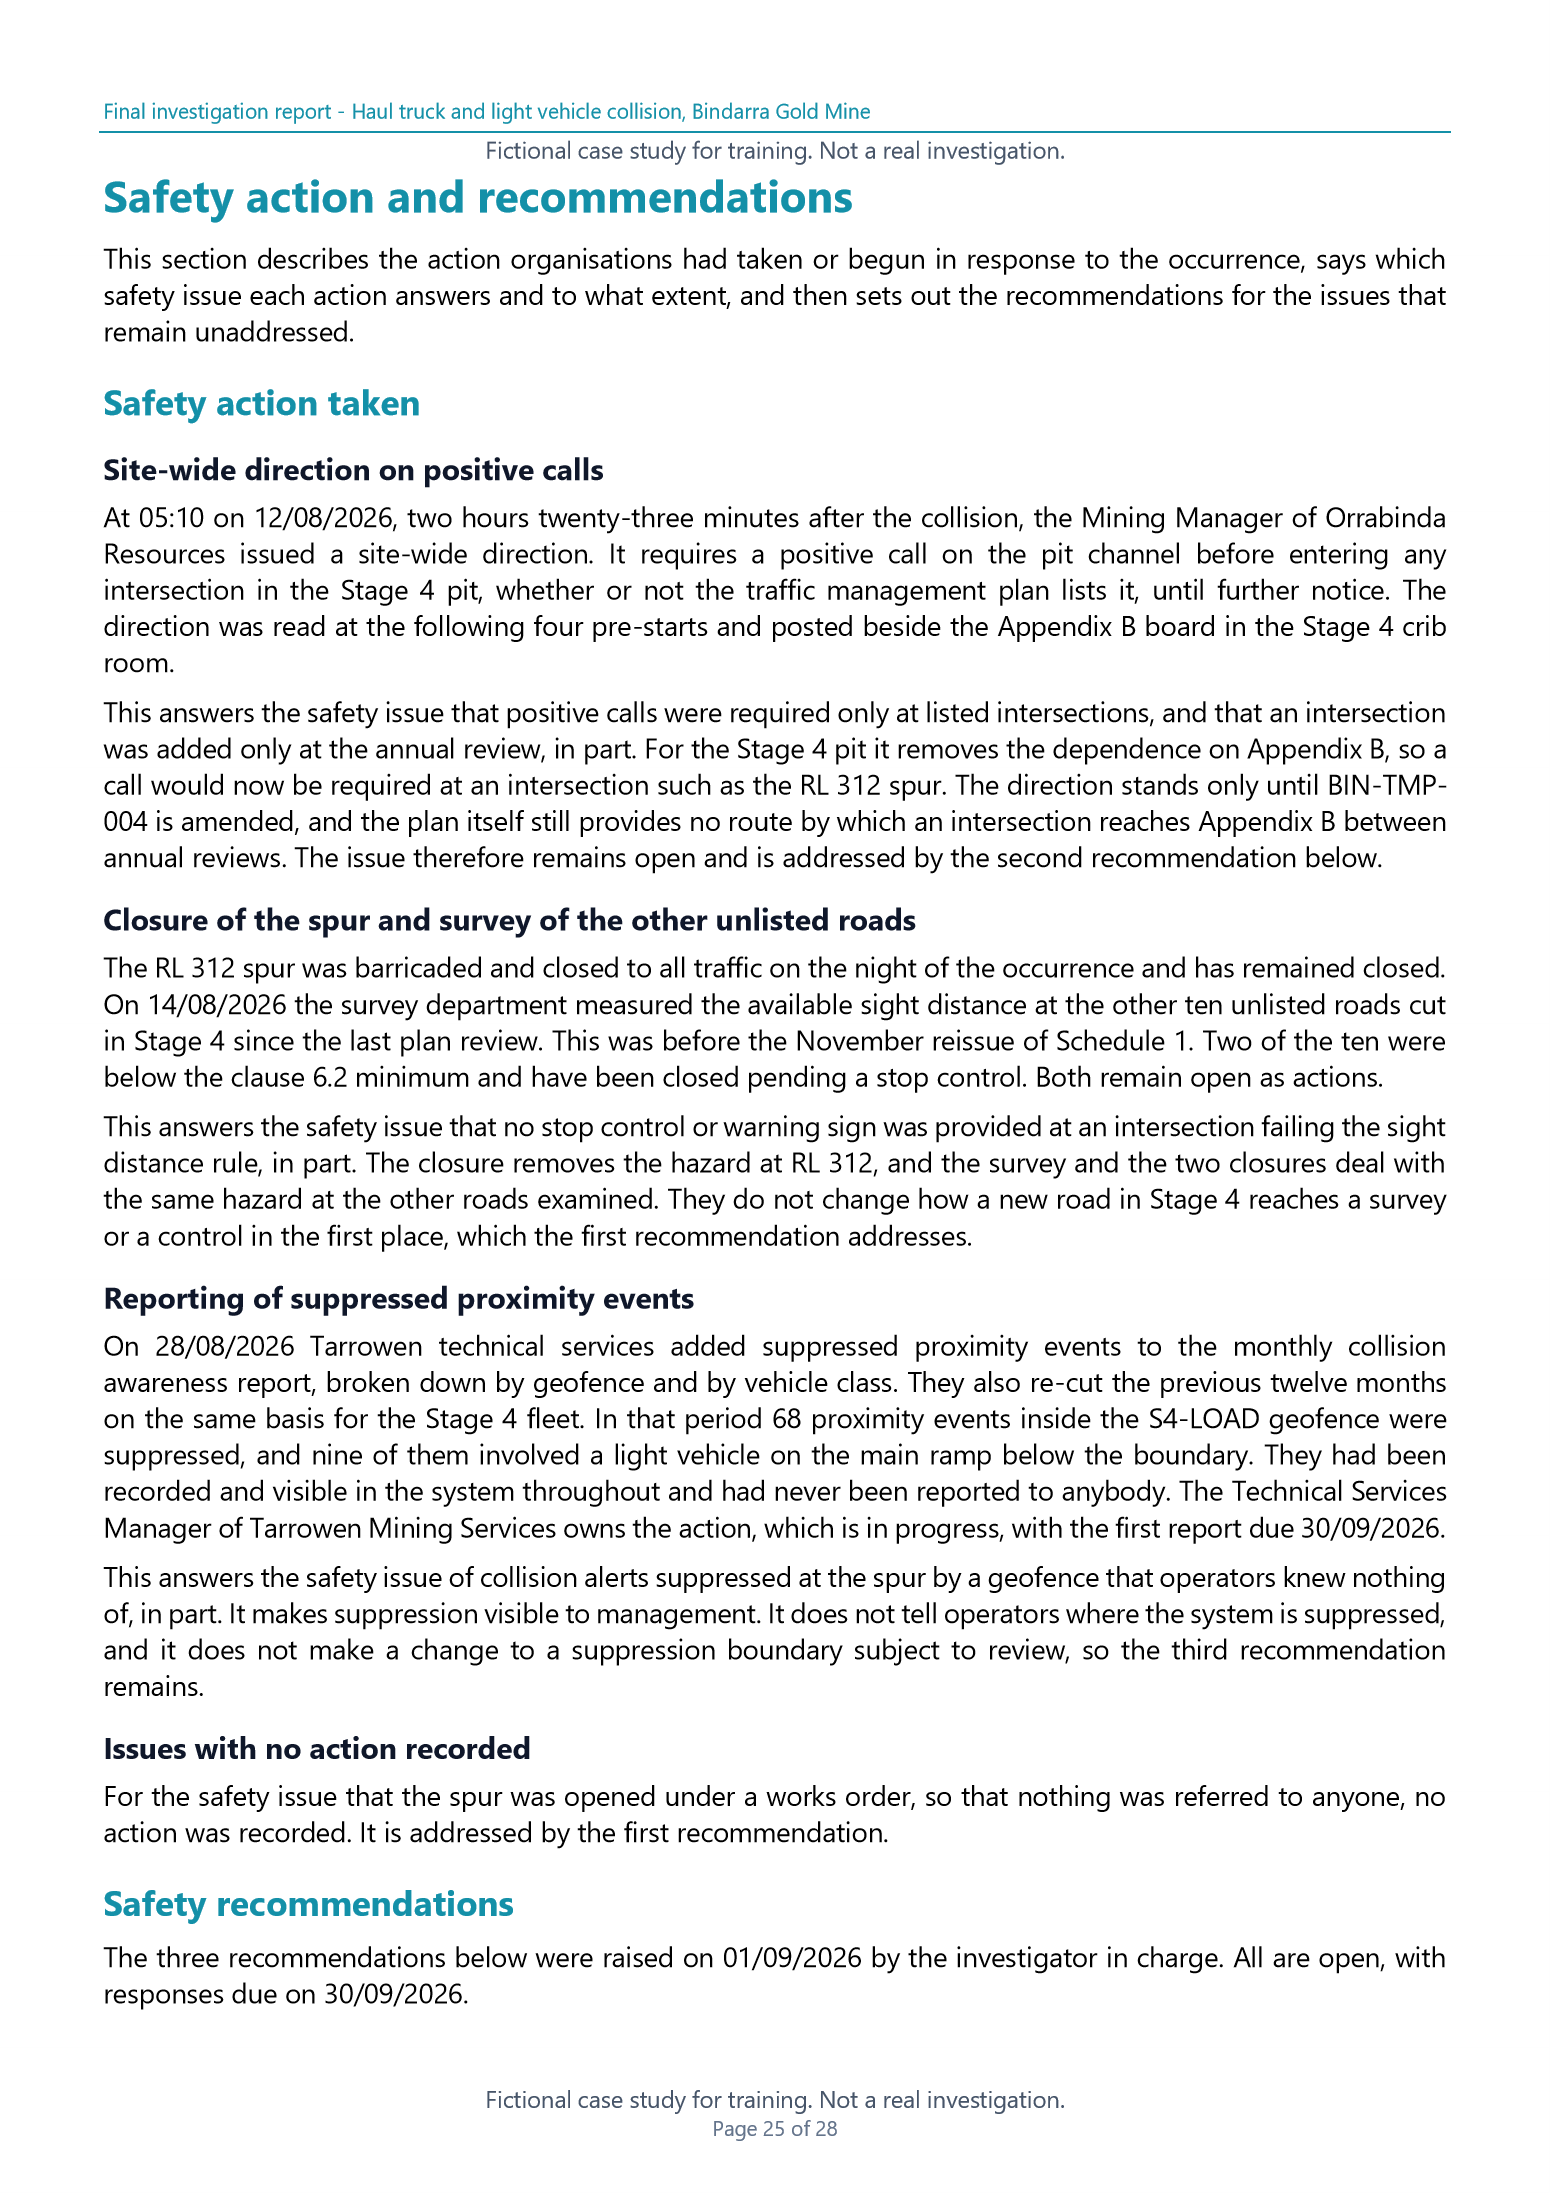 Final investigation report - Haul truck and light vehicle collision, Bindarra Gold Mine
Fictional case study for training. Not a real investigation.
Safety action and recommendations
This section describes the action organisations had taken or begun in response to the occurrence, says which
safety issue each action answers and to what extent, and then sets out the recommendations for the issues that
remain unaddressed.
Safety action taken
Site-wide direction on positive calls
At 05:10 on 12/08/2026, two hours twenty-three minutes after the collision, the Mining Manager of Orrabinda
Resources issued a site-wide direction. It requires a positive call on the pit channel before entering any
intersection in the Stage 4 pit, whether or not the traffic management plan lists it, until further notice. The
direction was read at the following four pre-starts and posted beside the Appendix B board in the Stage 4 crib
room.
This answers the safety issue that positive calls were required only at listed intersections, and that an intersection
was added only at the annual review, in part. For the Stage 4 pit it removes the dependence on Appendix B, so a
call would now be required at an intersection such as the RL 312 spur. The direction stands only until BIN-TMP-
004 is amended, and the plan itself still provides no route by which an intersection reaches Appendix B between
annual reviews. The issue therefore remains open and is addressed by the second recommendation below.
Closure of the spur and survey of the other unlisted roads
The RL 312 spur was barricaded and closed to all traffic on the night of the occurrence and has remained closed.
On 14/08/2026 the survey department measured the available sight distance at the other ten unlisted roads cut
in Stage 4 since the last plan review. This was before the November reissue of Schedule 1. Two of the ten were
below the clause 6.2 minimum and have been closed pending a stop control. Both remain open as actions.
This answers the safety issue that no stop control or warning sign was provided at an intersection failing the sight
distance rule, in part. The closure removes the hazard at RL 312, and the survey and the two closures deal with
the same hazard at the other roads examined. They do not change how a new road in Stage 4 reaches a survey
or a control in the first place, which the first recommendation addresses.
Reporting of suppressed proximity events
On 28/08/2026 Tarrowen technical services added suppressed proximity events to the monthly collision
awareness report, broken down by geofence and by vehicle class. They also re-cut the previous twelve months
on the same basis for the Stage 4 fleet. In that period 68 proximity events inside the S4-LOAD geofence were
suppressed, and nine of them involved a light vehicle on the main ramp below the boundary. They had been
recorded and visible in the system throughout and had never been reported to anybody. The Technical Services
Manager of Tarrowen Mining Services owns the action, which is in progress, with the first report due 30/09/2026.
This answers the safety issue of collision alerts suppressed at the spur by a geofence that operators knew nothing
of, in part. It makes suppression visible to management. It does not tell operators where the system is suppressed,
and it does not make a change to a suppression boundary subject to review, so the third recommendation
remains.
Issues with no action recorded
For the safety issue that the spur was opened under a works order, so that nothing was referred to anyone, no
action was recorded. It is addressed by the first recommendation.
Safety recommendations
The three recommendations below were raised on 01/09/2026 by the investigator in charge. All are open, with
responses due on 30/09/2026.
Fictional case study for training. Not a real investigation.
Page 25 of 28